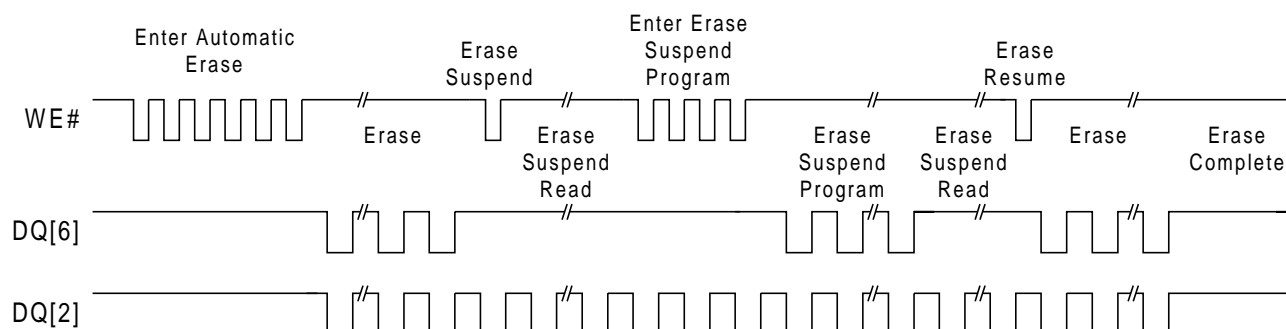 Enter Automatic
Erase
Erase
Suspend
Enter Erase
Suspend
Program
Erase
Resume
WE#
Erase
Erase
Suspend
Read
Erase
Suspend
Program
Erase
Suspend
Read
Erase
Erase
Complete
DQ[6]
DQ[2]